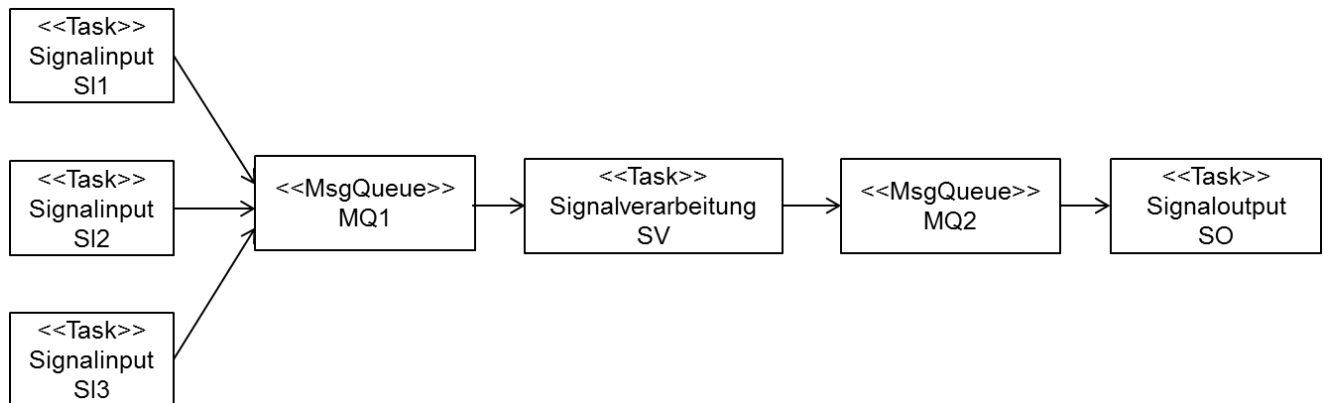 <<Task>>
Signalinput
SI1
<<Task>>
Signalinput
SI2
<<Task>>
Signalinput
SI3
<<MsgQueue>>
MQ1
<<Task>>
Signalverarbeitung
SV
<<MsgQueue>>
MQ2
<<Task>>
Signaloutput
SO